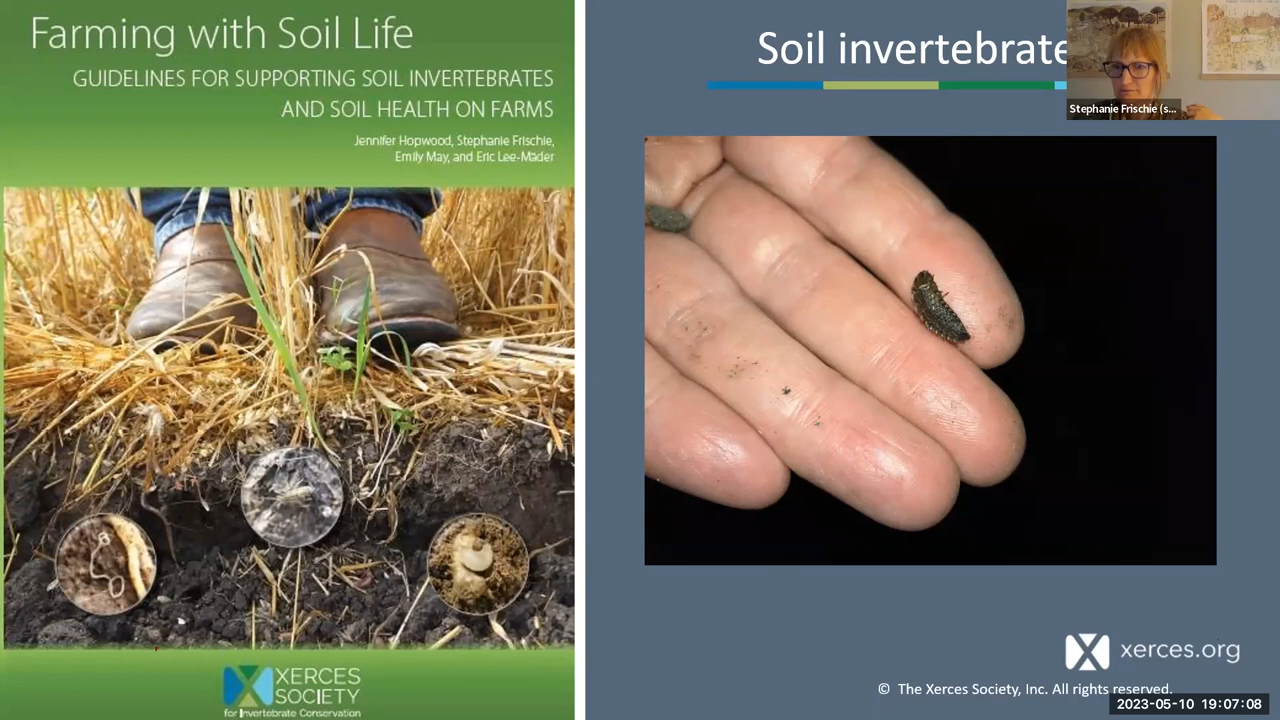 Farming with Soil Life
GUIDELINES FOR SUPPORTING SOIL INVERTEBRATES
AND SOIL HEALTH ON FARMS
Jennifer Hopwood, Stephanie Frischie,
Emily May, and Eric Lee-Mäder
XERCES
SOCIETY
for Invertebrate Conservation
Soil invertebrate
Stephanie Frischie (s...
xerces.org
© The Xerces Society, Inc. All rights reserved.
2023-05-10 19:07:08